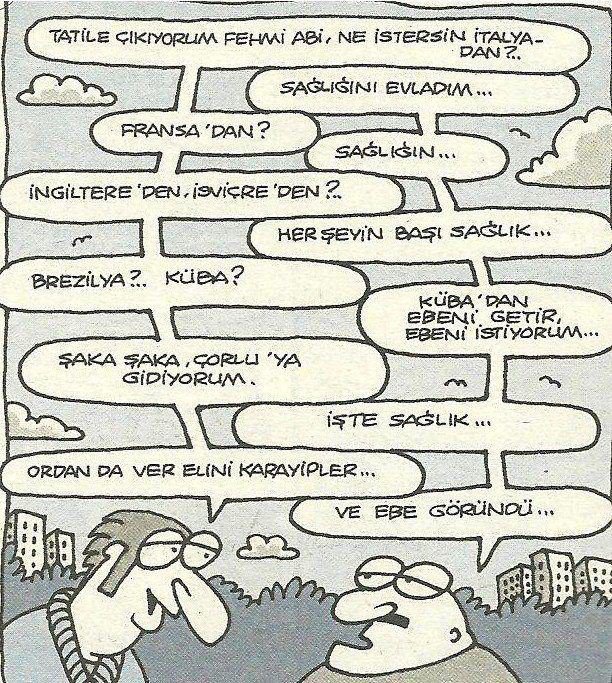 TATİLE ÇIKIYORUM FEHMİ ABİ, NE İSTERSİN İTALYA-
DAN?..
SAĞLIĞINI EVLADIM...
FRANSA'DAN?
SAĞLIĞIN...
İNGİLTERE'DEN, İSVİÇRE'DEN?..
HER ŞEYİN BAŞI SAĞLIK...
BREZİLYA?.. KÜBA?
KÜBA'DAN
EBENİ GETİR,
EBENİ İSTİYORUM...
ŞAKA ŞAKA, ÇORLU'YA
GİDİYORUM.
İŞTE SAĞLIK...
ORDAN DA VER ELİNİ KARAYİPLER...
VE EBE GÖRÜNDÜ...